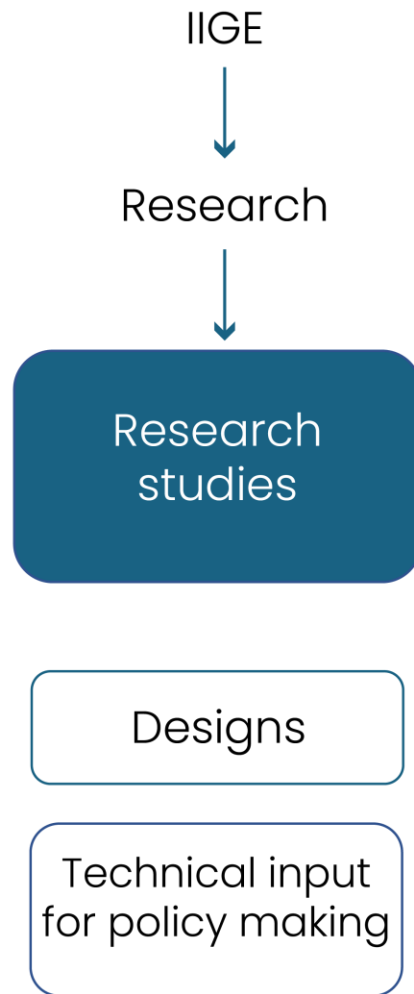 IIGE
Research
Research
studies
Designs
Technical input
for policy making